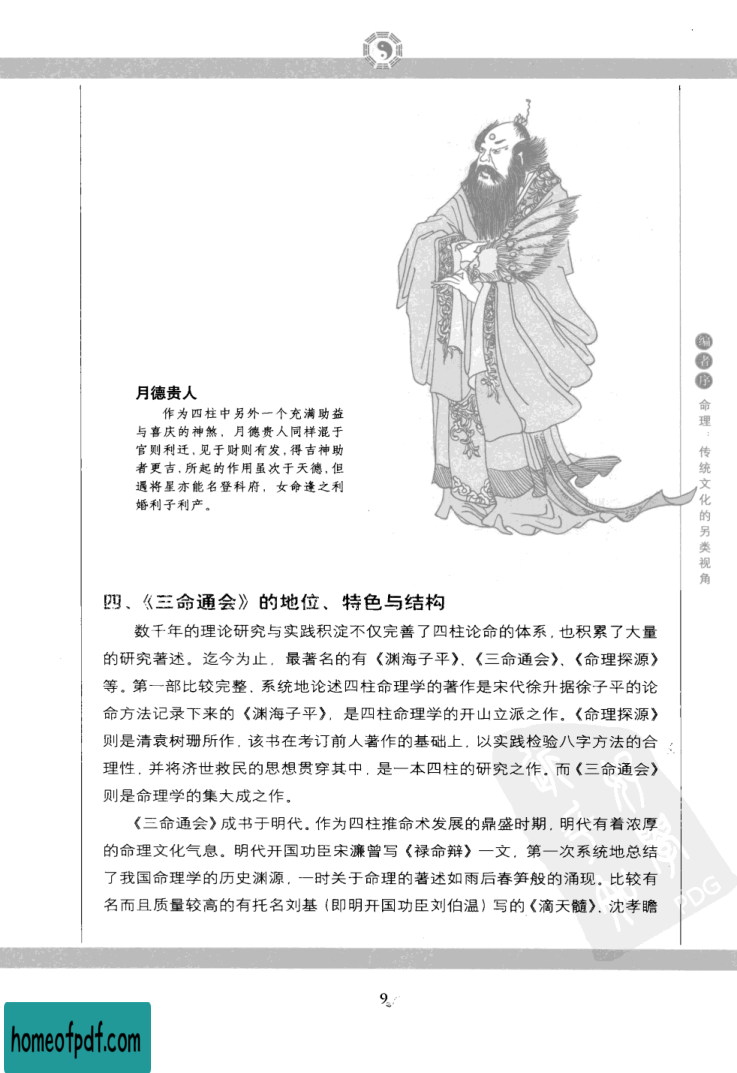 月德贵人
作为四柱中另外一个充满助益
与喜庆的神煞，月德贵人同样混于
官则利迁，见于财则有发，得吉神助
者更吉，所起的作用虽次于天德，但
遇将星亦能名登科府，女命逢之利
婚利子利产。
编者序 命理：传统文化的另类视角
四、《三命通会》的地位、特色与结构
数千年的理论研究与实践积淀不仅完善了四柱论命的体系，也积累了大量
的研究著述。迄今为止，最著名的有《渊海子平》、《三命通会》、《命理探源》
等。第一部比较完整、系统地论述四柱命理学的著作是宋代徐升据徐子平的论
命方法记录下来的《渊海子平》，是四柱命理学的开山立派之作。《命理探源》
则是清袁树珊所作，该书在考订前人著作的基础上，以实践检验八字方法的合
理性，并将济世救民的思想贯穿其中，是一本四柱的研究之作。而《三命通会》
则是命理学的集大成之作。
《三命通会》成书于明代。作为四柱推命术发展的鼎盛时期，明代有着浓厚
的命理文化气息。明代开国功臣宋濂曾写《禄命辩》一文，第一次系统地总结
了我国命理学的历史渊源，一时关于命理的著述如雨后春笋般的涌现。比较有
名而且质量较高的有托名刘基（即明开国功臣刘伯温）写的《滴天髓》、沈孝瞻
PDG
9
homeofpdf.com